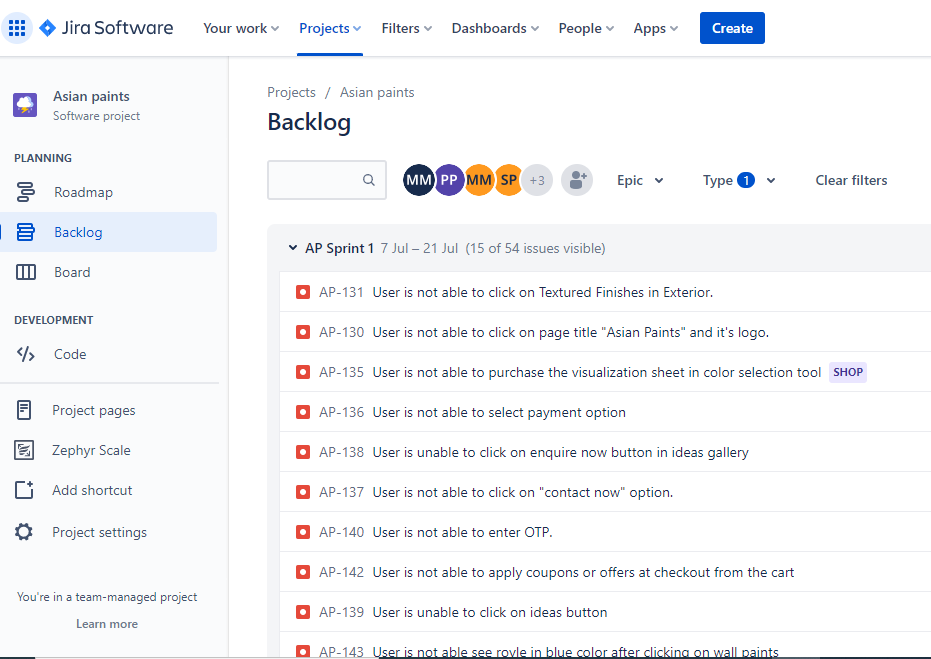 Jira Software Your work Projects Filters Dashboards People Apps Create
Asian paints
Software project
PLANNING
Roadmap
Backlog
Board
DEVELOPMENT
Code
Project pages
Zephyr Scale
Add shortcut
Project settings
You're in a team-managed project
Learn more
Projects / Asian paints
Backlog
MM PP MM SP +3 Epic Type 1 Clear filters
AP Sprint 1 7 Jul – 21 Jul (15 of 54 issues visible)
AP-131 User is not able to click on Textured Finishes in Exterior.
AP-130 User is not able to click on page title "Asian Paints" and it's logo.
AP-135 User is not able to purchase the visualization sheet in color selection tool SHOP
AP-136 User is not able to select payment option
AP-138 User is unable to click on enquire now button in ideas gallery
AP-137 User is not able to click on "contact now" option.
AP-140 User is not able to enter OTP.
AP-142 User is not able to apply coupons or offers at checkout from the cart
AP-139 User is unable to click on ideas button
AP-143 User is not able see royle in blue color after clicking on wall paints